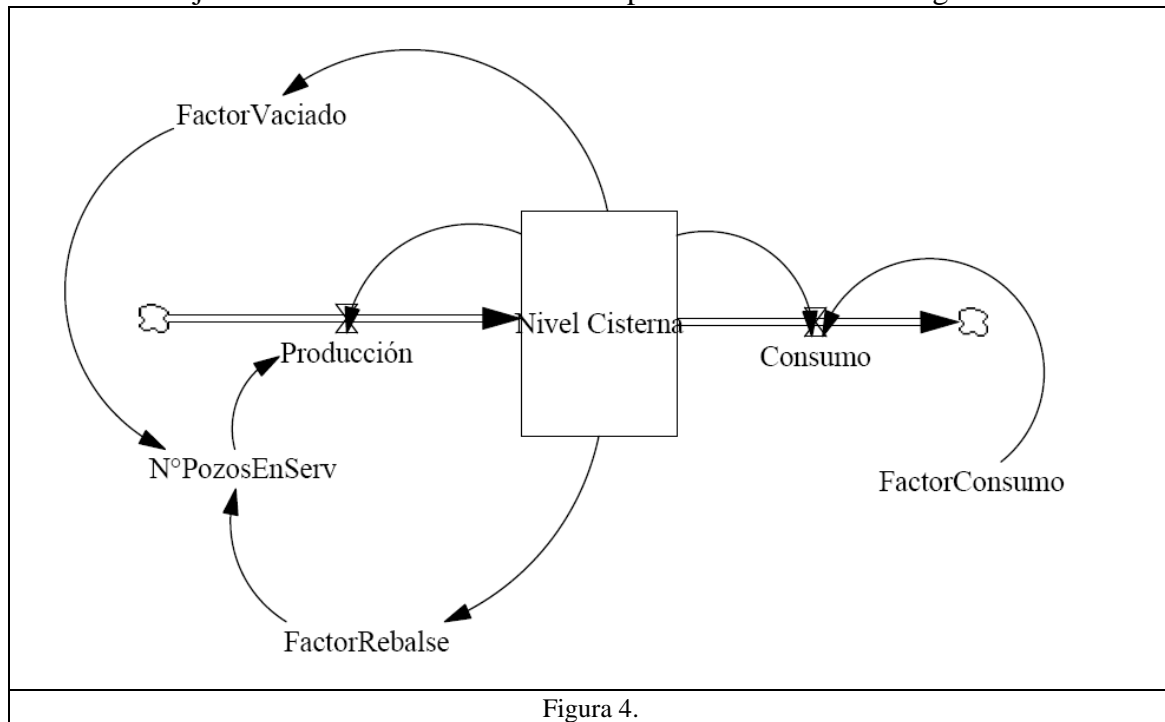 FactorVaciado
Nivel Cisterna
Producción
Consumo
N°PozosEnServ
FactorConsumo
FactorRebalse
Figura 4.